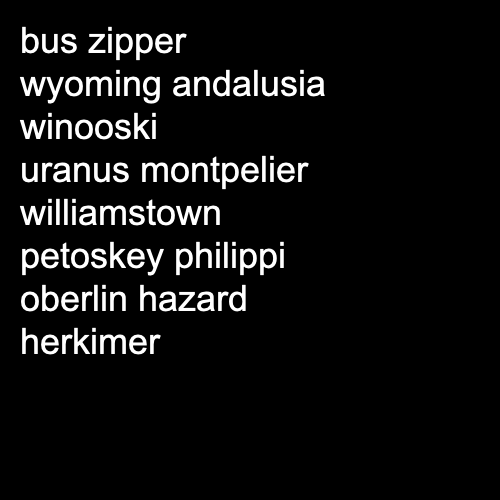 bus zipper
wyoming andalusia
winooski
uranus montpelier
williamstown
petoskey philippi
oberlin hazard
herkimer